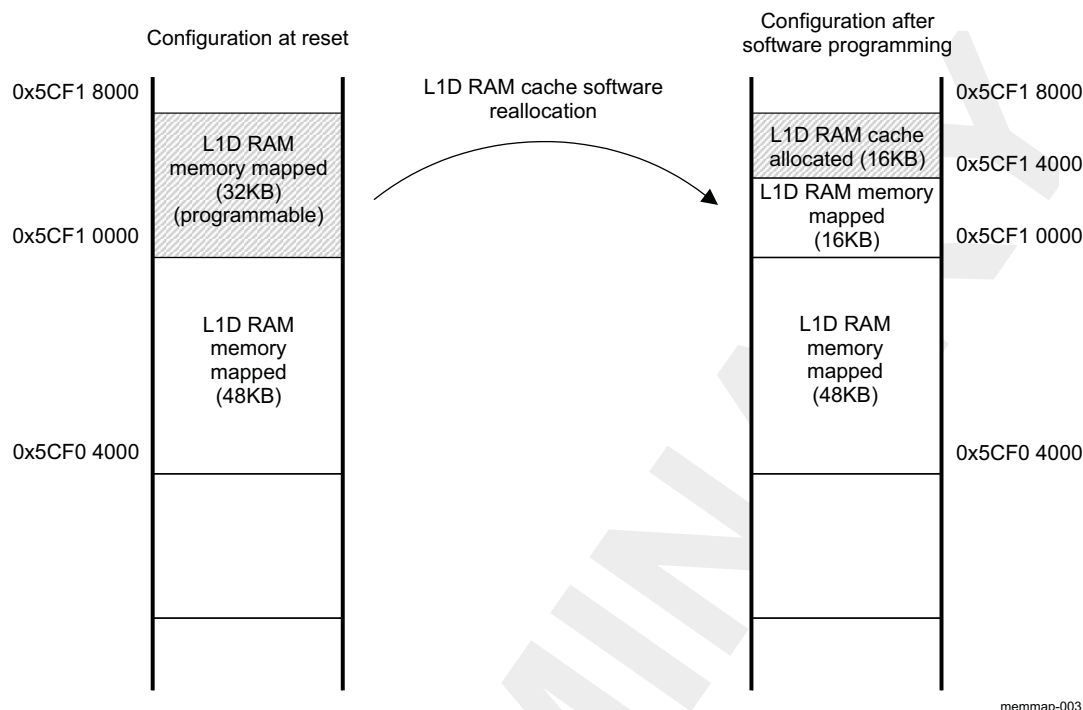 Configuration at reset
Configuration after
software programming
0x5CF1 8000
L1D RAM
memory mapped
(32KB)
(programmable)
0x5CF1 0000
L1D RAM
memory
mapped
(48KB)
0x5CF0 4000
L1D RAM cache software
reallocation
0x5CF1 8000
L1D RAM cache
allocated (16KB)
0x5CF1 4000
L1D RAM memory
mapped
(16KB)
0x5CF1 0000
L1D RAM
memory
mapped
(48KB)
0x5CF0 4000
memmap-003